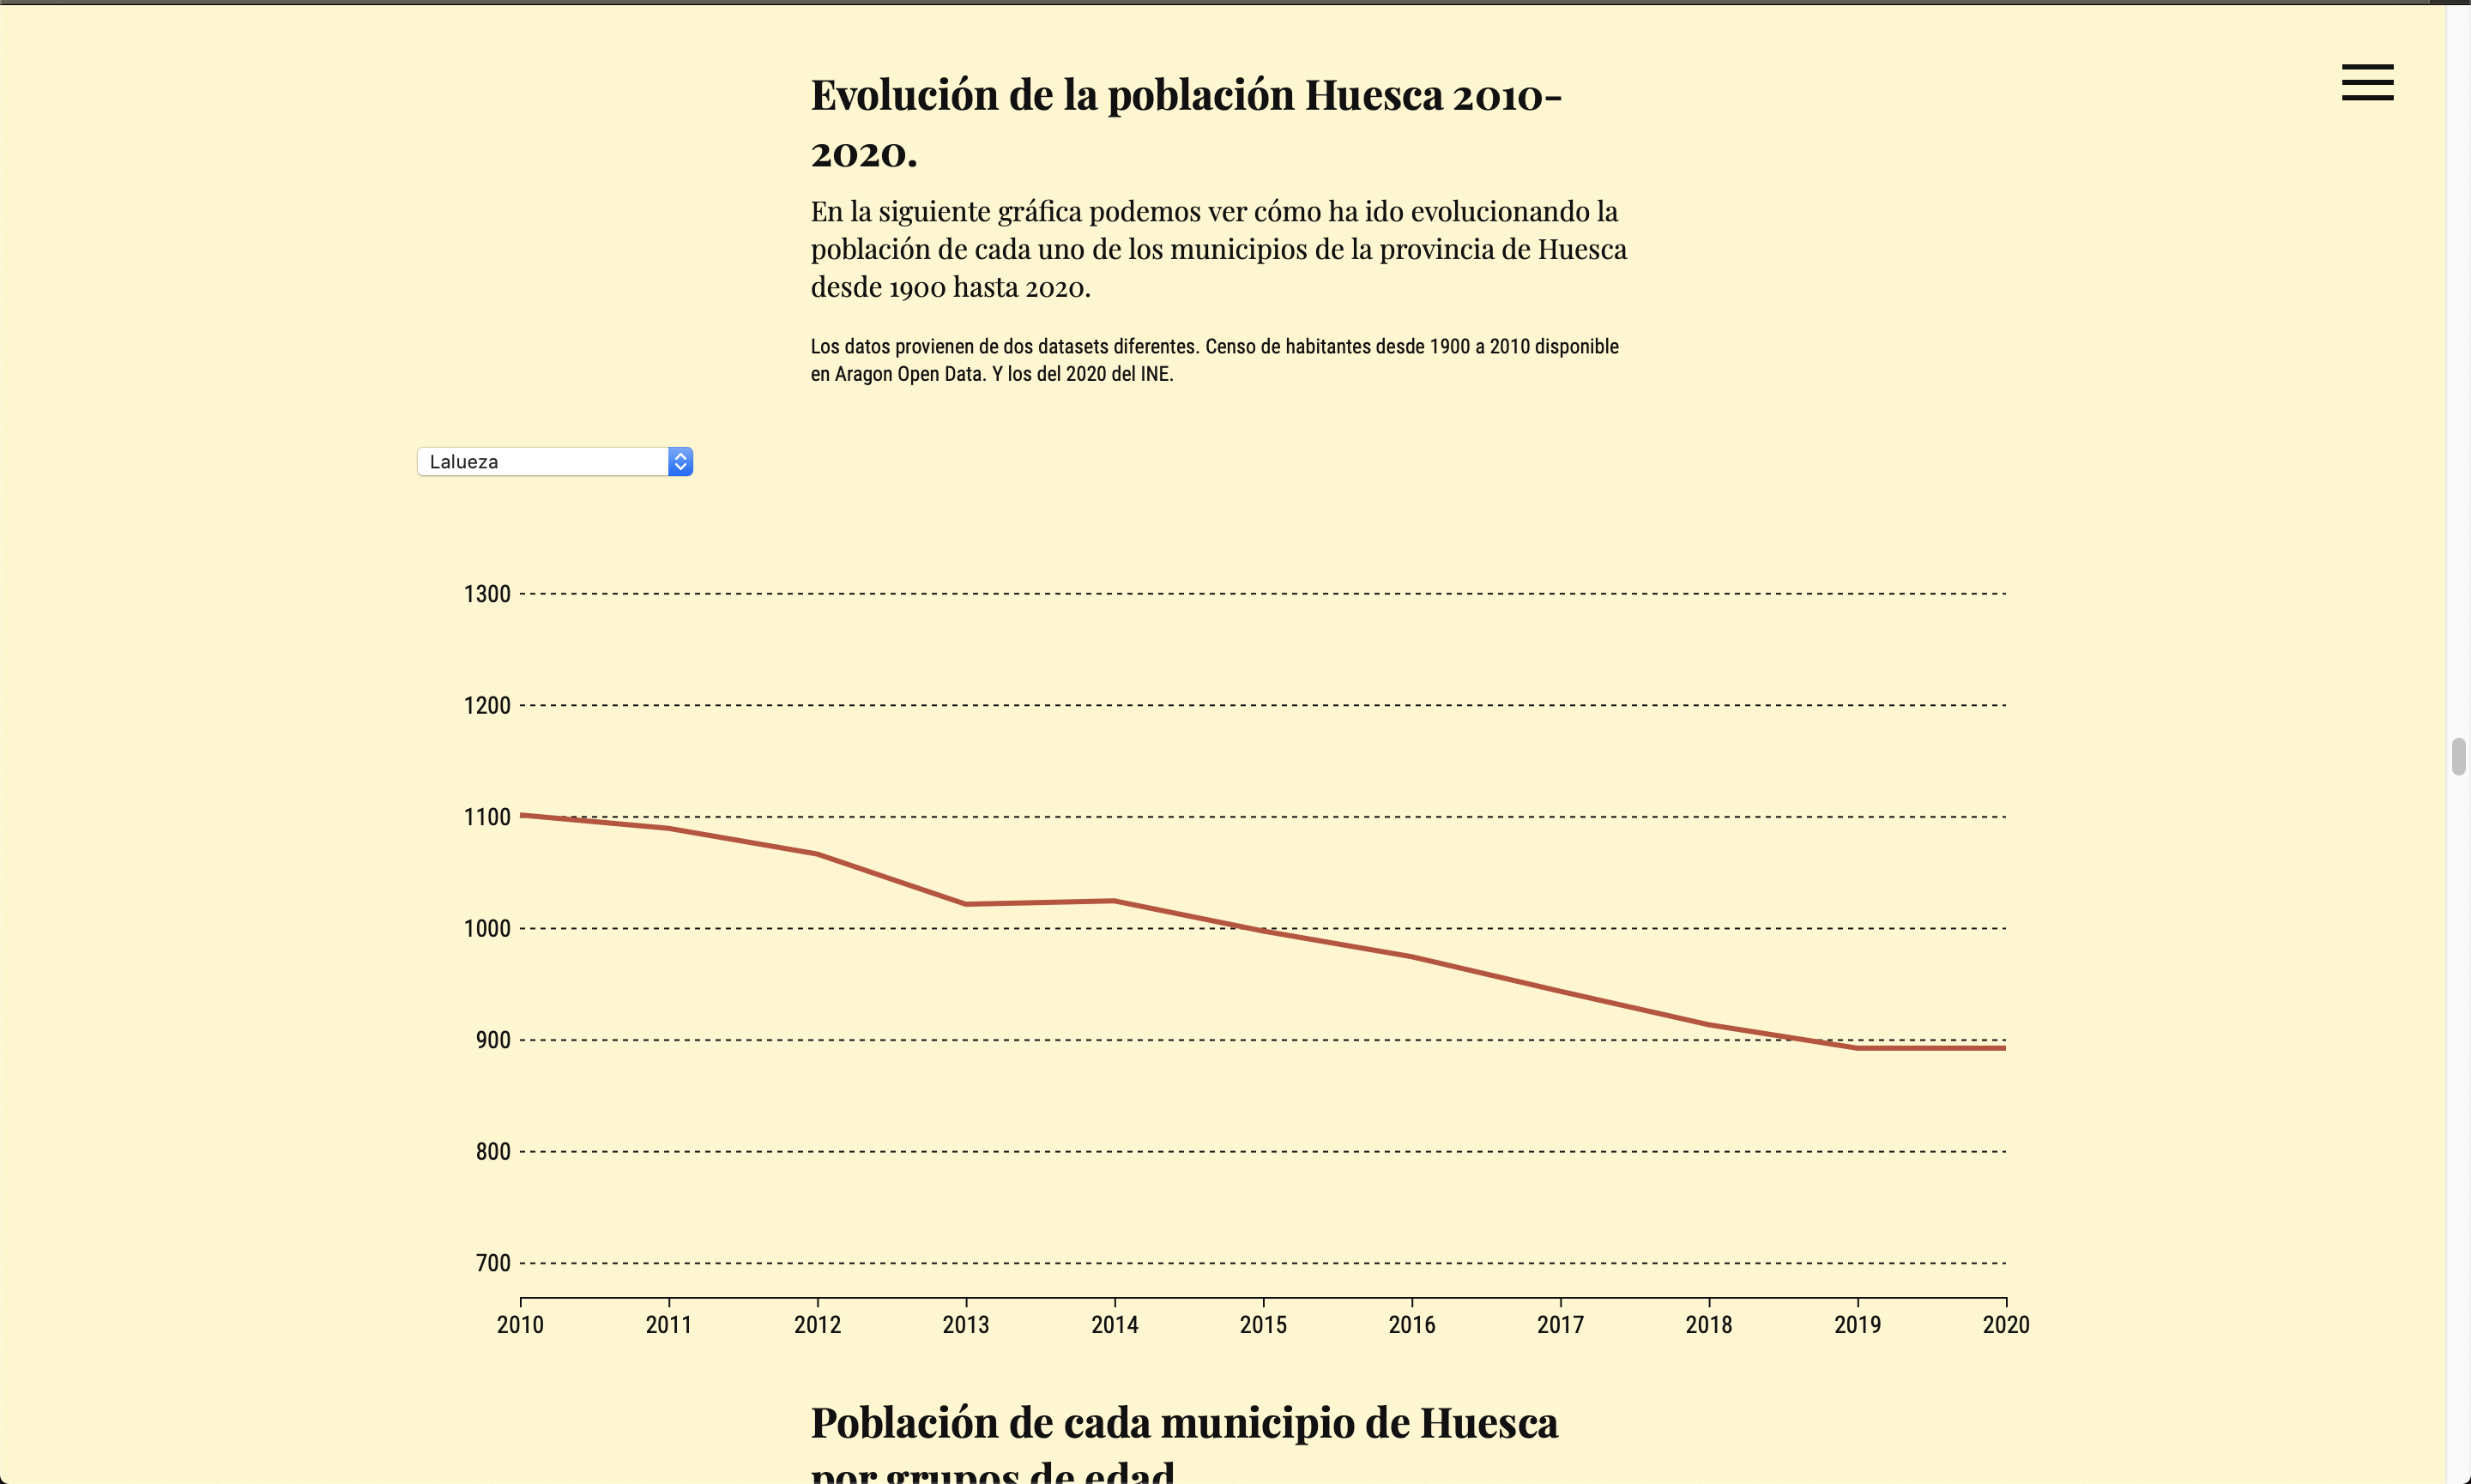 Evolución de la población Huesca 2010-
2020.
En la siguiente gráfica podemos ver cómo ha ido evolucionando la
población de cada uno de los municipios de la provincia de Huesca
desde 1900 hasta 2020.
Los datos provienen de dos datasets diferentes. Censo de habitantes desde 1900 a 2010 disponible
en Aragon Open Data. Y los del 2020 del INE.
Lalueza
1300
1200
1100
1000
900
800
700
2010 2011 2012 2013 2014 2015 2016 2017 2018 2019 2020
Población de cada municipio de Huesca
por grupos de edad